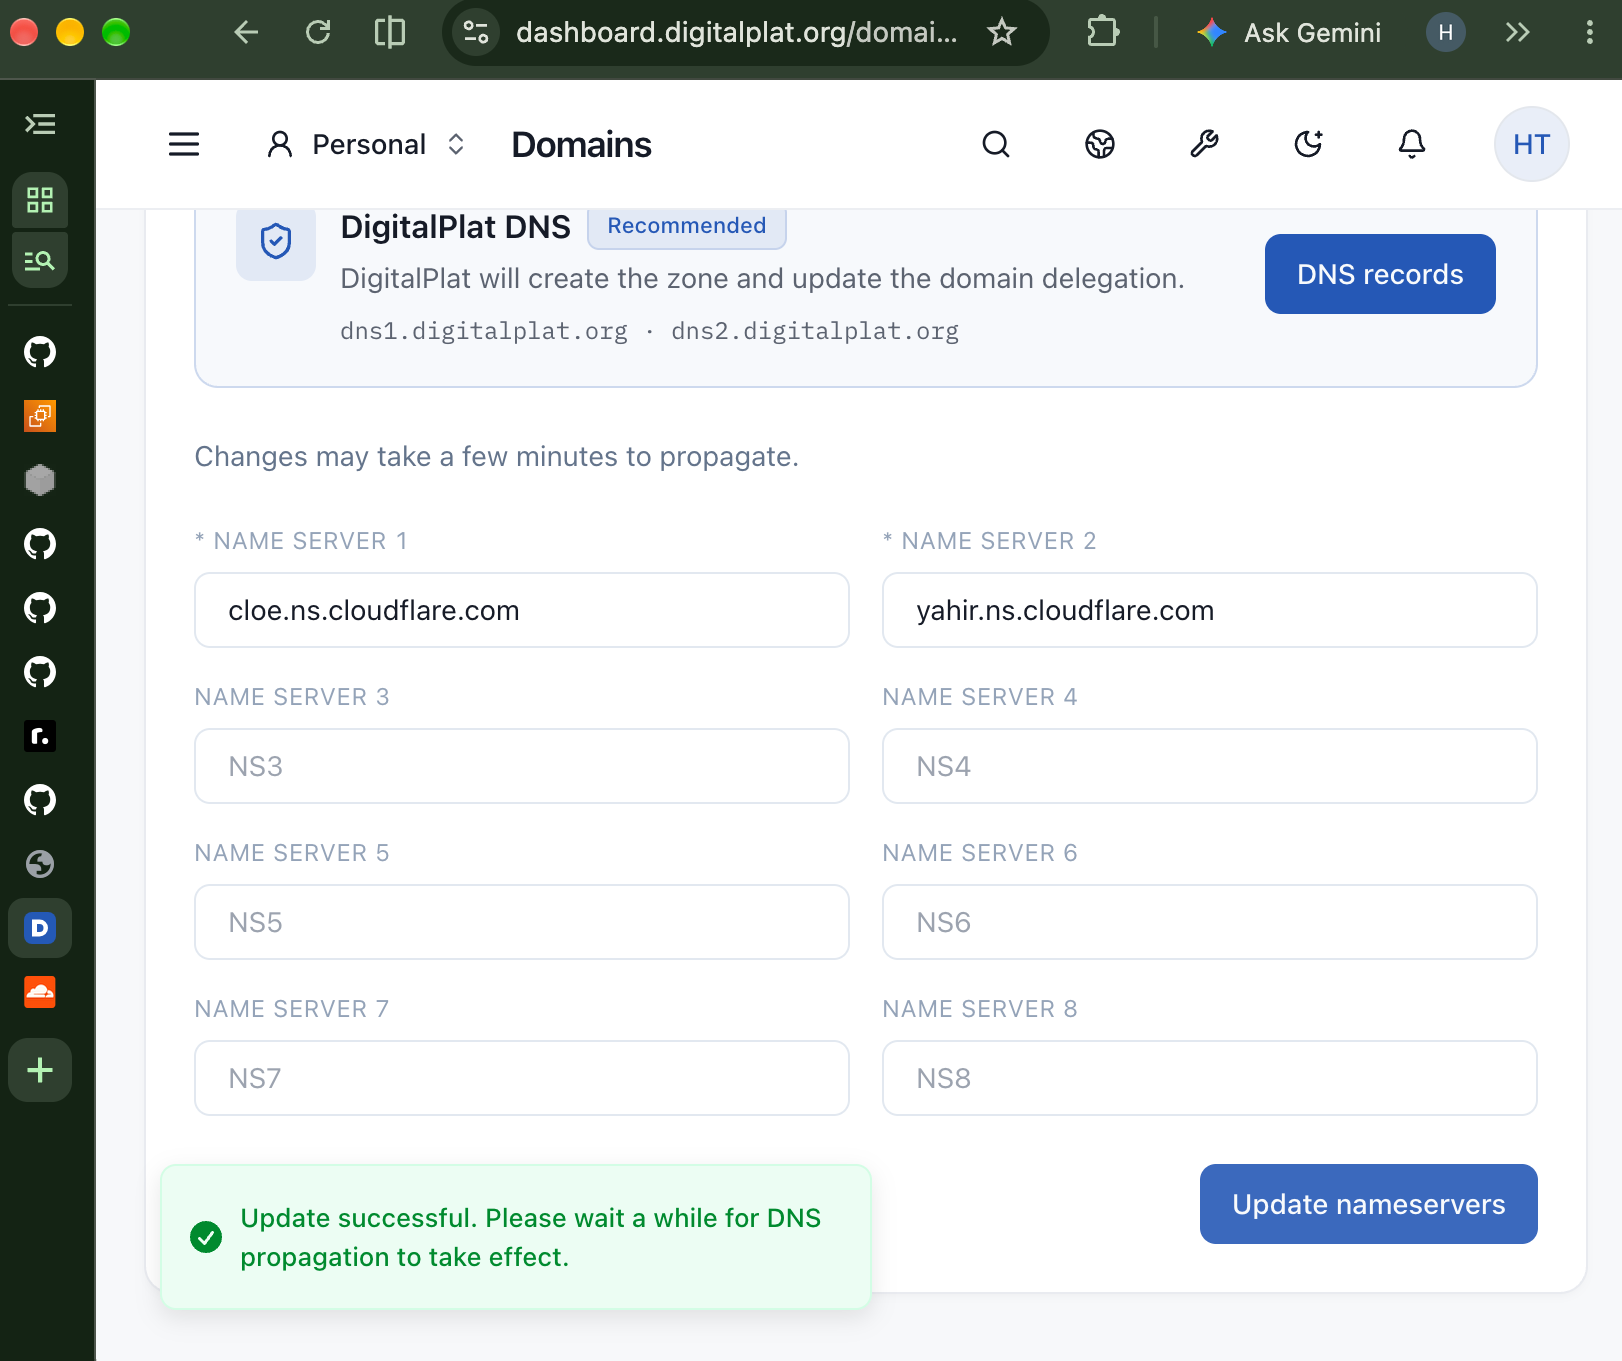 dashboard.digitalplat.org/domai...
Ask Gemini
H
Personal
Domains
HT
DigitalPlat DNS
Recommended
DigitalPlat will create the zone and update the domain delegation.
dns1.digitalplat.org · dns2.digitalplat.org
DNS records
Changes may take a few minutes to propagate.
* NAME SERVER 1
* NAME SERVER 2
cloe.ns.cloudflare.com
yahir.ns.cloudflare.com
NAME SERVER 3
NAME SERVER 4
NS3
NS4
NAME SERVER 5
NAME SERVER 6
NS5
NS6
NAME SERVER 7
NAME SERVER 8
NS7
NS8
Update successful. Please wait a while for DNS
propagation to take effect.
Update nameservers
r.
D